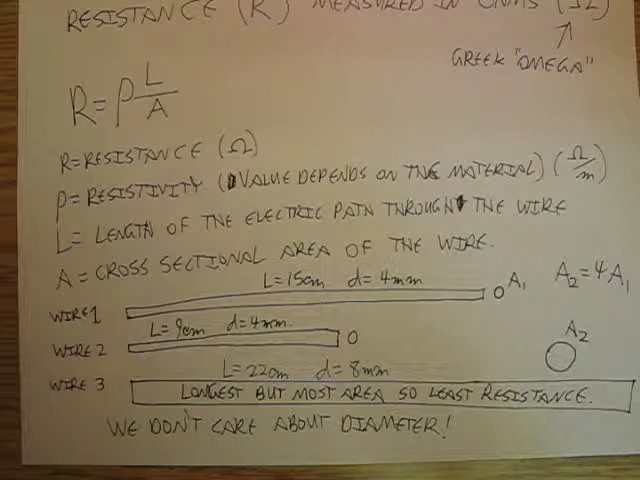 RESISTANCE (R) MEASURED IN OHMS (Ω)
GREEK "OMEGA"
R=ρ L/A
R=RESISTANCE (Ω)
ρ=RESISTIVITY (VALUE DEPENDS ON THE MATERIAL) (Ω/m)
L= LENGTH OF THE ELECTRIC PATH THROUGH THE WIRE
A=CROSS SECTIONAL AREA OF THE WIRE.
L=15cm d=4mm
WIRE 1 A₁ A₂=4A₁
L=9cm d=4mm.
WIRE 2 A₂
L=22cm d=8mm
WIRE 3 LONGEST BUT MOST AREA SO LEAST RESISTANCE.
WE DON'T CARE ABOUT DIAMETER!